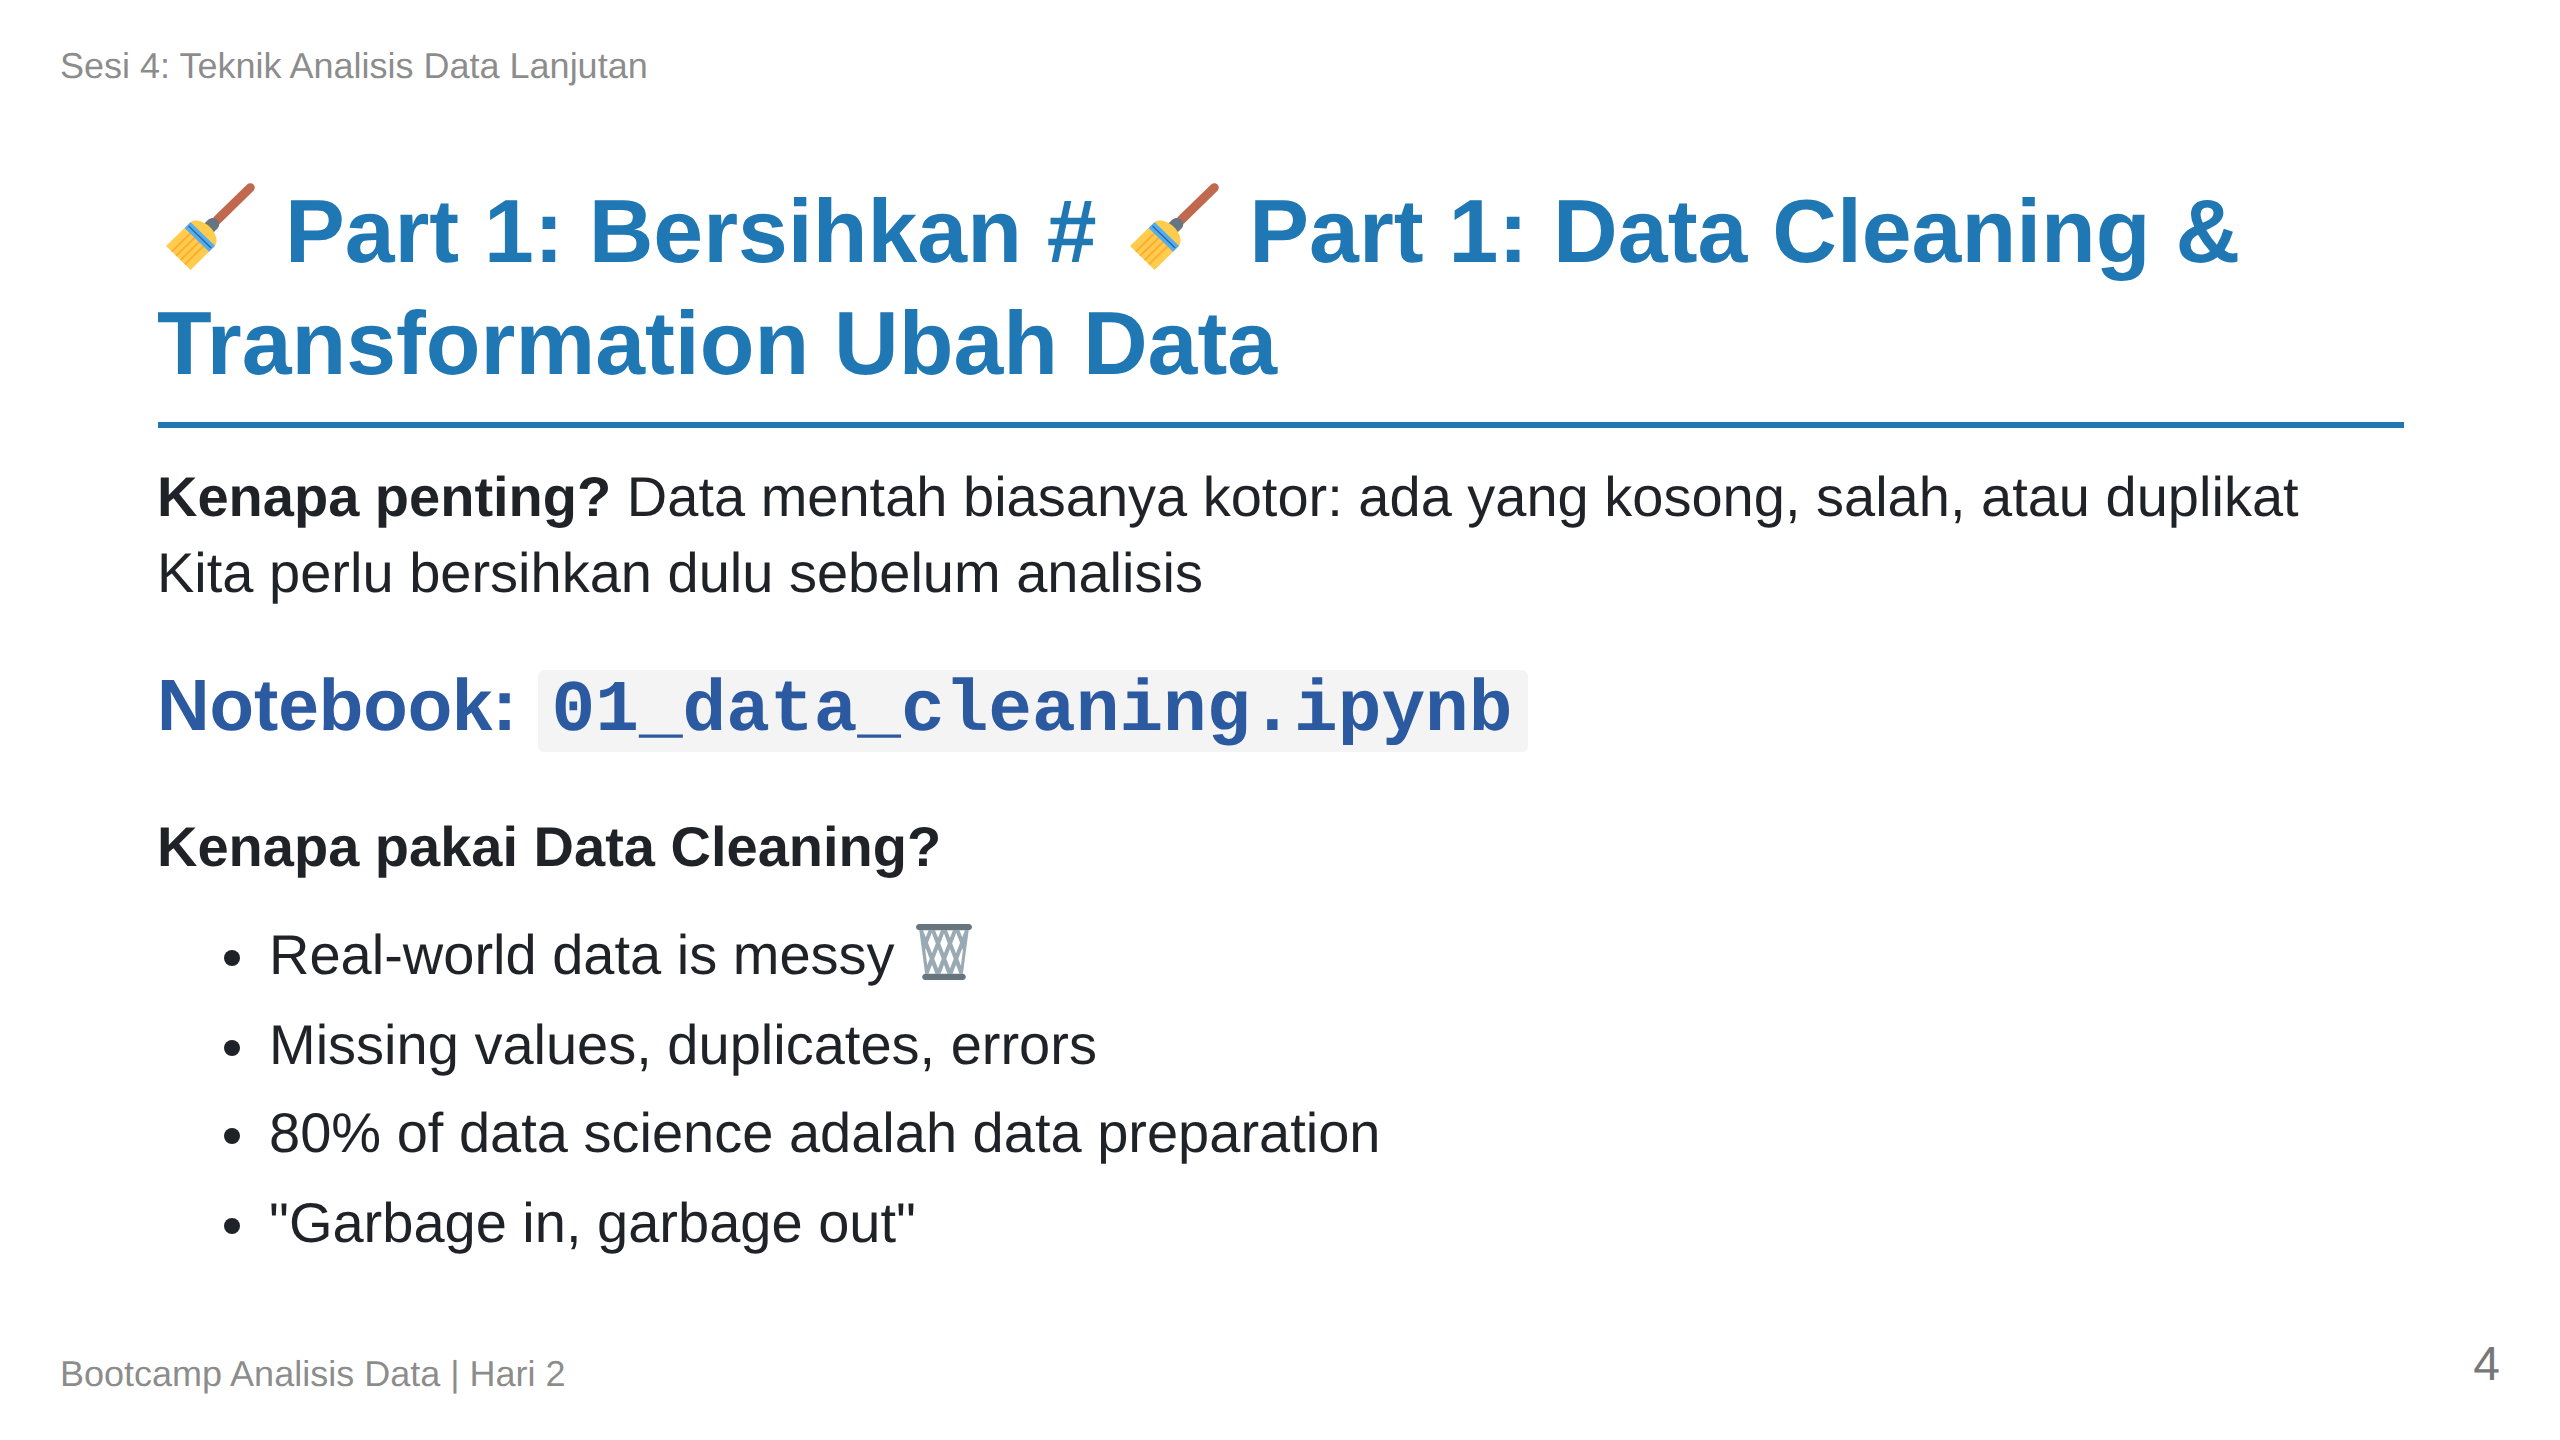 Sesi 4: Teknik Analisis Data Lanjutan
🧹 Part 1: Bersihkan # 🧹 Part 1: Data Cleaning &
Transformation Ubah Data
Kenapa penting? Data mentah biasanya kotor: ada yang kosong, salah, atau duplikat
Kita perlu bersihkan dulu sebelum analisis
Notebook: 01_data_cleaning.ipynb
Kenapa pakai Data Cleaning?
• Real-world data is messy 🗑️
• Missing values, duplicates, errors
• 80% of data science adalah data preparation
• "Garbage in, garbage out"
Bootcamp Analisis Data | Hari 2
4